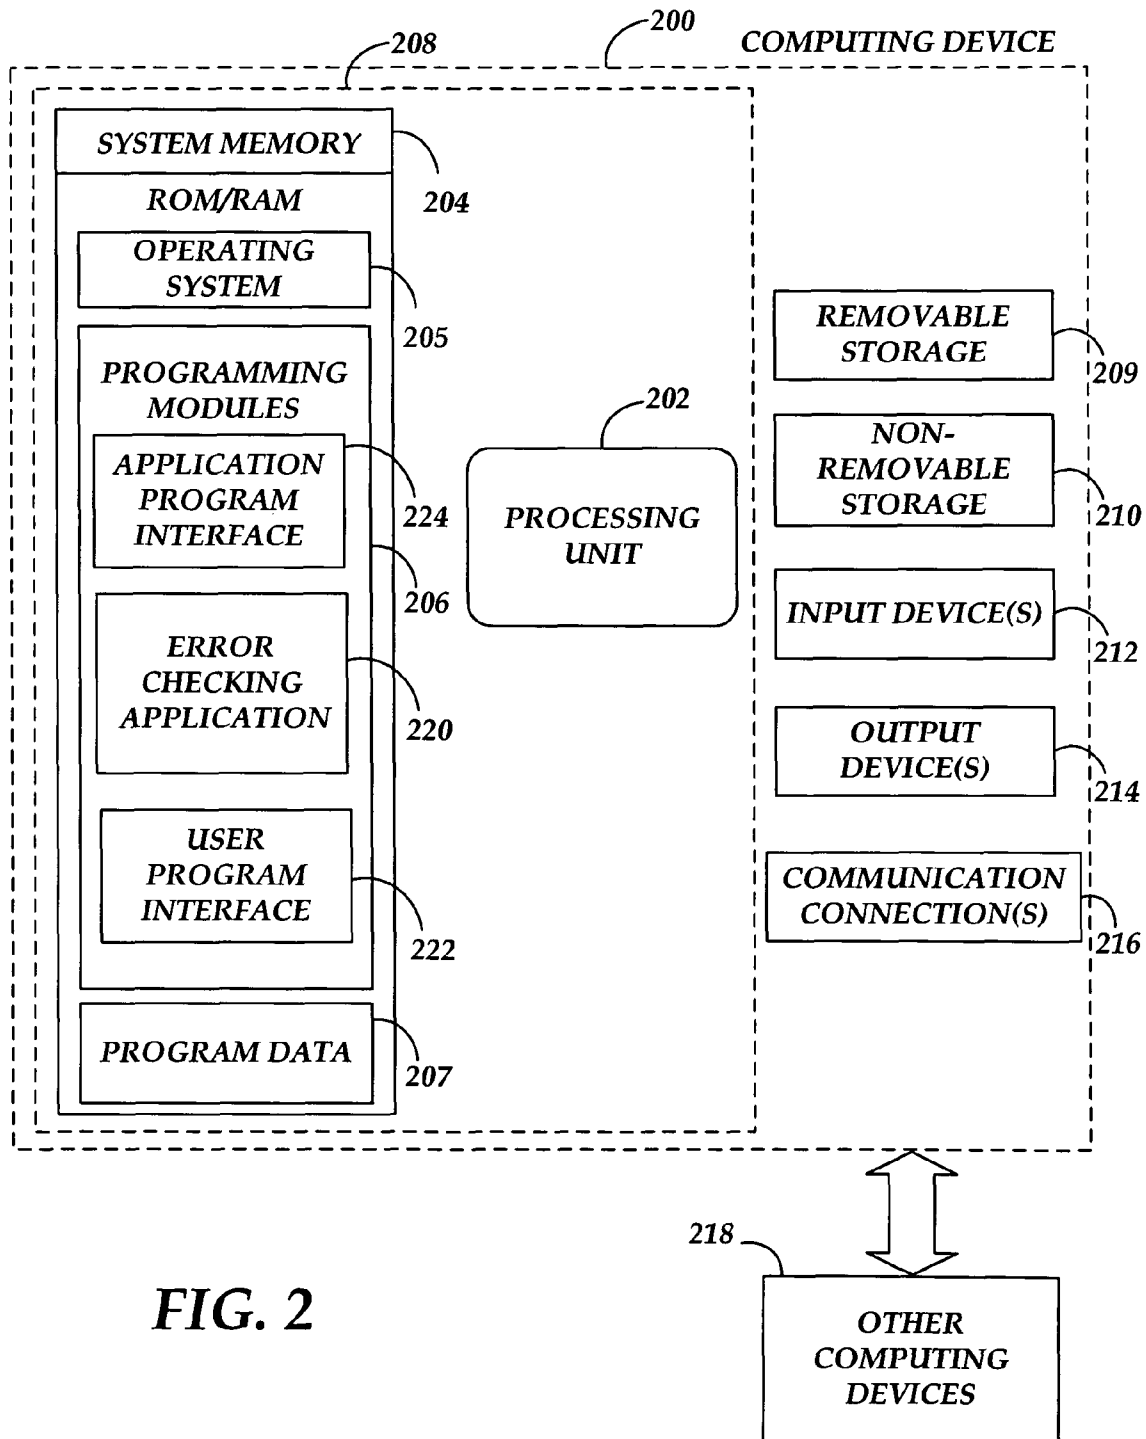 200
COMPUTING DEVICE
208
SYSTEM MEMORY
204
ROM/RAM
OPERATING
SYSTEM
205
PROGRAMMING
MODULES
APPLICATION
PROGRAM
INTERFACE
224
206
ERROR
CHECKING
APPLICATION
220
USER
PROGRAM
INTERFACE
222
PROGRAM DATA
207
202
PROCESSING
UNIT
REMOVABLE
STORAGE
209
NON-
REMOVABLE
STORAGE
210
INPUT DEVICE(S)
212
OUTPUT
DEVICE(S)
214
COMMUNICATION
CONNECTION(S)
216
218
OTHER
COMPUTING
DEVICES
FIG. 2